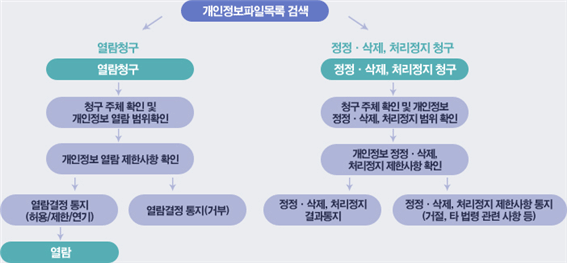 개인정보파일목록 검색
열람청구
열람청구
청구 주체 확인 및
개인정보 열람 범위확인
개인정보 열람 제한사항 확인
열람결정 통지
(허용/제한/연기)
열람결정 통지(거부)
열람
정정 · 삭제, 처리정지 청구
정정 · 삭제, 처리정지 청구
청구 주체 확인 및 개인정보
정정 · 삭제, 처리정지 범위 확인
개인정보 정정 · 삭제,
처리정지 제한사항 확인
정정 · 삭제, 처리정지
결과통지
정정 · 삭제, 처리정지 제한사항 통지
(거절, 타 법령 관련 사항 등)